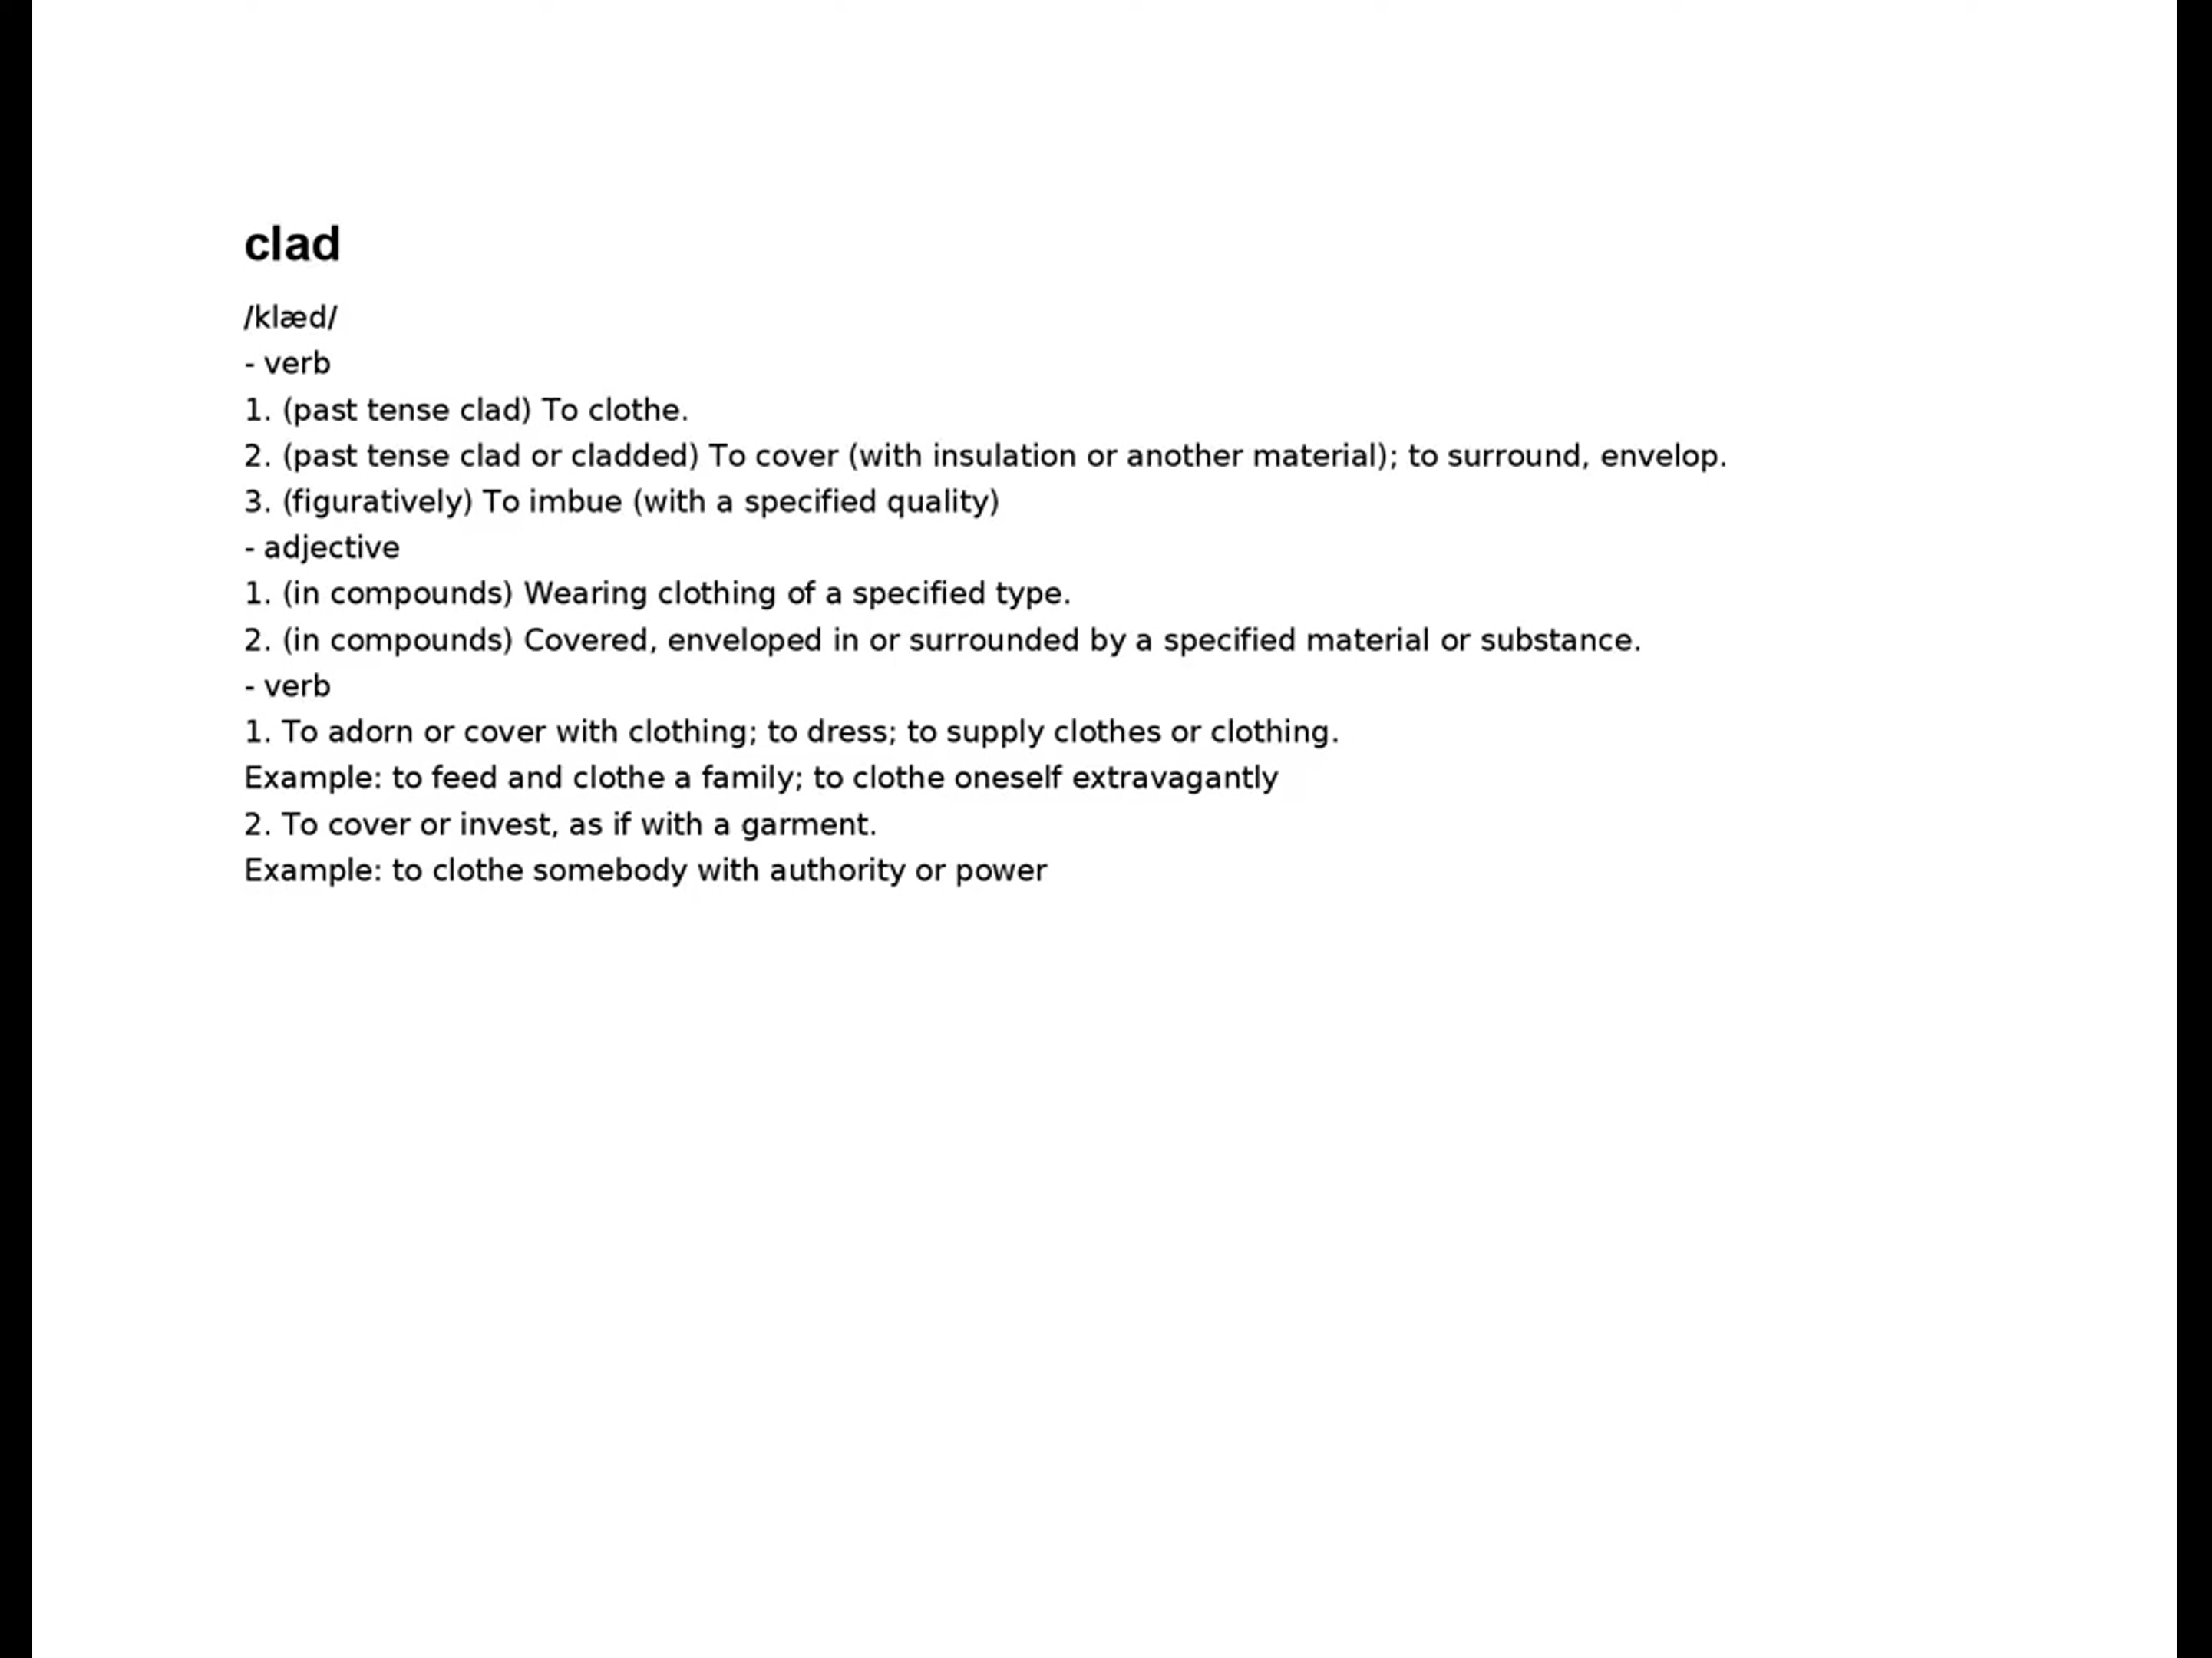 clad
/klæd/
- verb
1. (past tense clad) To clothe.
2. (past tense clad or cladded) To cover (with insulation or another material); to surround, envelop.
3. (figuratively) To imbue (with a specified quality)
- adjective
1. (in compounds) Wearing clothing of a specified type.
2. (in compounds) Covered, enveloped in or surrounded by a specified material or substance.
- verb
1. To adorn or cover with clothing; to dress; to supply clothes or clothing.
Example: to feed and clothe a family; to clothe oneself extravagantly
2. To cover or invest, as if with a garment.
Example: to clothe somebody with authority or power